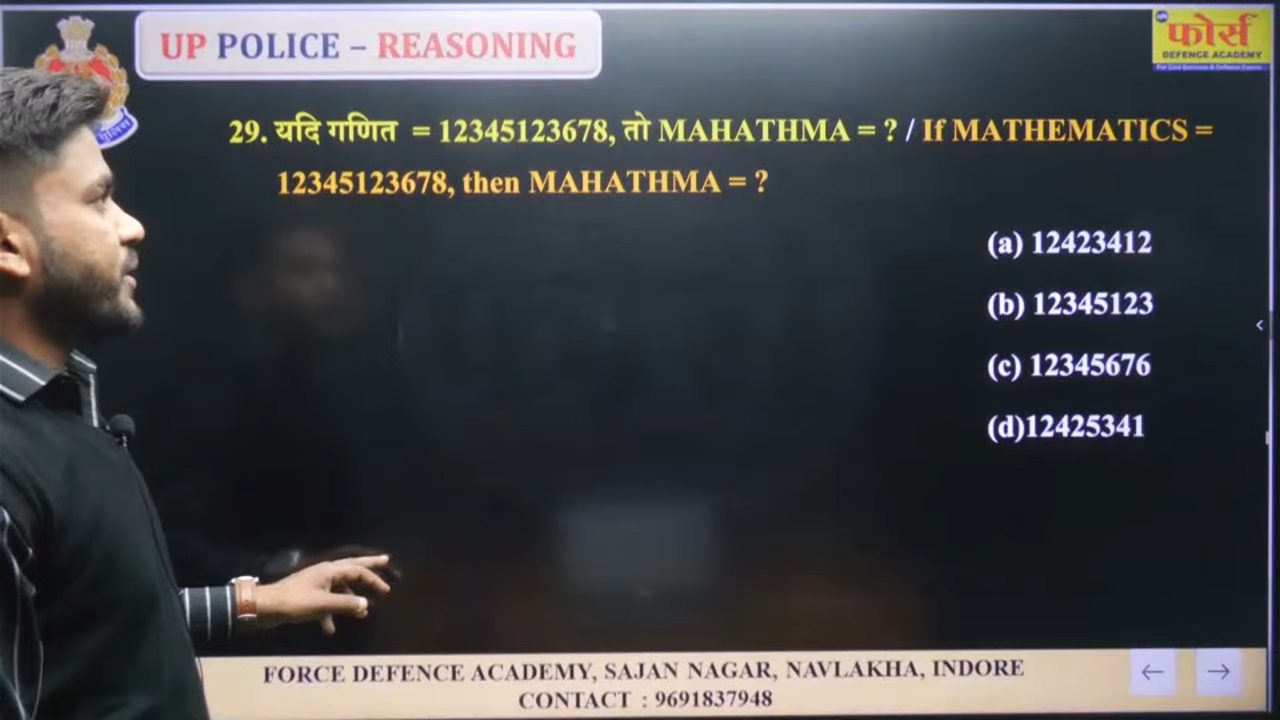 UP POLICE – REASONING
फोर्स
DEFENCE ACADEMY
29. यदि गणित = 12345123678, तो MAHATHMA = ? / If MATHEMATICS =
12345123678, then MAHATHMA = ?
(a) 12423412
(b) 12345123
(c) 12345676
(d)12425341
FORCE DEFENCE ACADEMY, SAJAN NAGAR, NAVLAKHA, INDORE
CONTACT : 9691837948